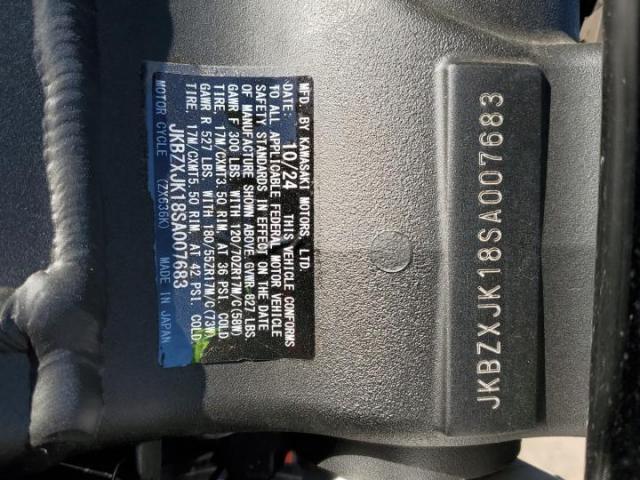 MFD. BY KAWASAKI MOTORS, LTD.
DATE: 10/24 THIS VEHICLE CONFORMS
TO ALL APPLICABLE FEDERAL MOTOR VEHICLE
SAFETY STANDARDS IN EFFECT ON THE DATE
OF MANUFACTURE SHOWN ABOVE. GVWR: 827 LBS.
GAWR F 300 LBS. WITH 120/70ZR17M/C(58W)
TIRE, 17M/CXMT3.50 RIM, AT 36 PSI. COLD
GAWR R 527 LBS. WITH 180/55ZR17M/C(73W)
TIRE, 17M/CXMT5.50 RIM, AT 42 PSI. COLD
JKBZXJK18SA007683
MOTOR CYCLE (ZX636K) MADE IN JAPAN
JKBZXJK18SA007683